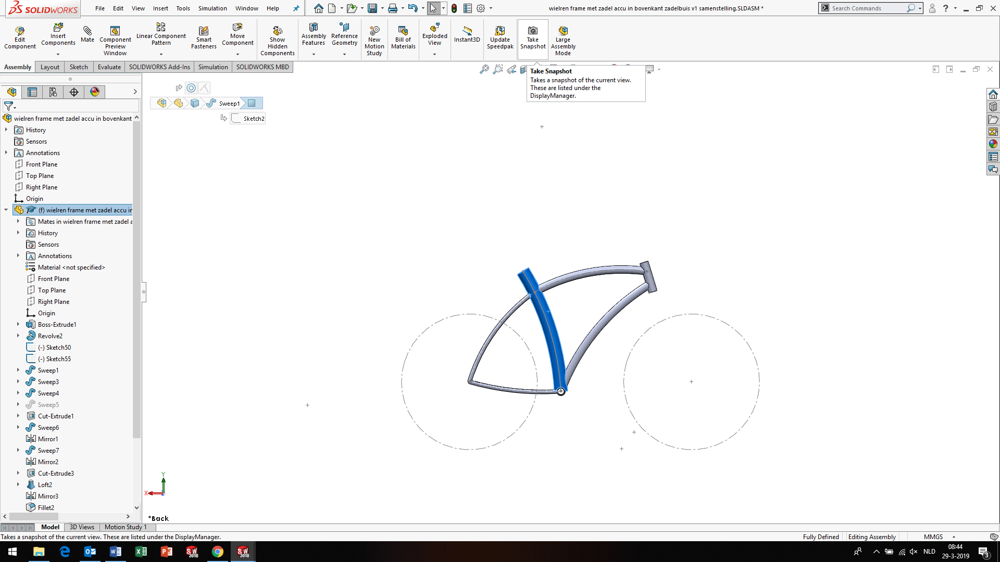 SOLIDWORKS
File Edit View Insert Tools Simulation Window Help
wielren frame met zadel accu in bovenkant zadelbuis v1 samenstelling.SLDASM *
Search Commands
Edit Component
Insert Components
Mate
Component Preview Window
Linear Component Pattern
Smart Fasteners
Move Component
Show Hidden Components
Assembly Features
Reference Geometry
New Motion Study
Bill of Materials
Exploded View
Instant3D
Update Speedpak
Take Snapshot
Large Assembly Mode
Assembly Layout Sketch Evaluate SOLIDWORKS Add-Ins Simulation SOLIDWORKS MBD
Take Snapshot
Takes a snapshot of the current view.
These are listed under the
DisplayManager.
Sweep1
Sketch2
wielren frame met zadel accu in bovenkant
History
Sensors
Annotations
Front Plane
Top Plane
Right Plane
Origin
(f) wielren frame met zadel accu in
Mates in wielren frame met zadel a
History
Sensors
Annotations
Material <not specified>
Front Plane
Top Plane
Right Plane
Origin
Boss-Extrude1
Revolve2
(-) Sketch50
(-) Sketch55
Sweep1
Sweep3
Sweep4
Sweep5
Cut-Extrude1
Sweep6
Mirror1
Sweep7
Mirror2
Cut-Extrude3
Loft2
Mirror3
Fillet2
Y
X
*Back
Model 3D Views Motion Study 1
Takes a snapshot of the current view. These are listed under the DisplayManager.
Fully Defined Editing Assembly MMGS
NLD
08:44
29-3-2019
3